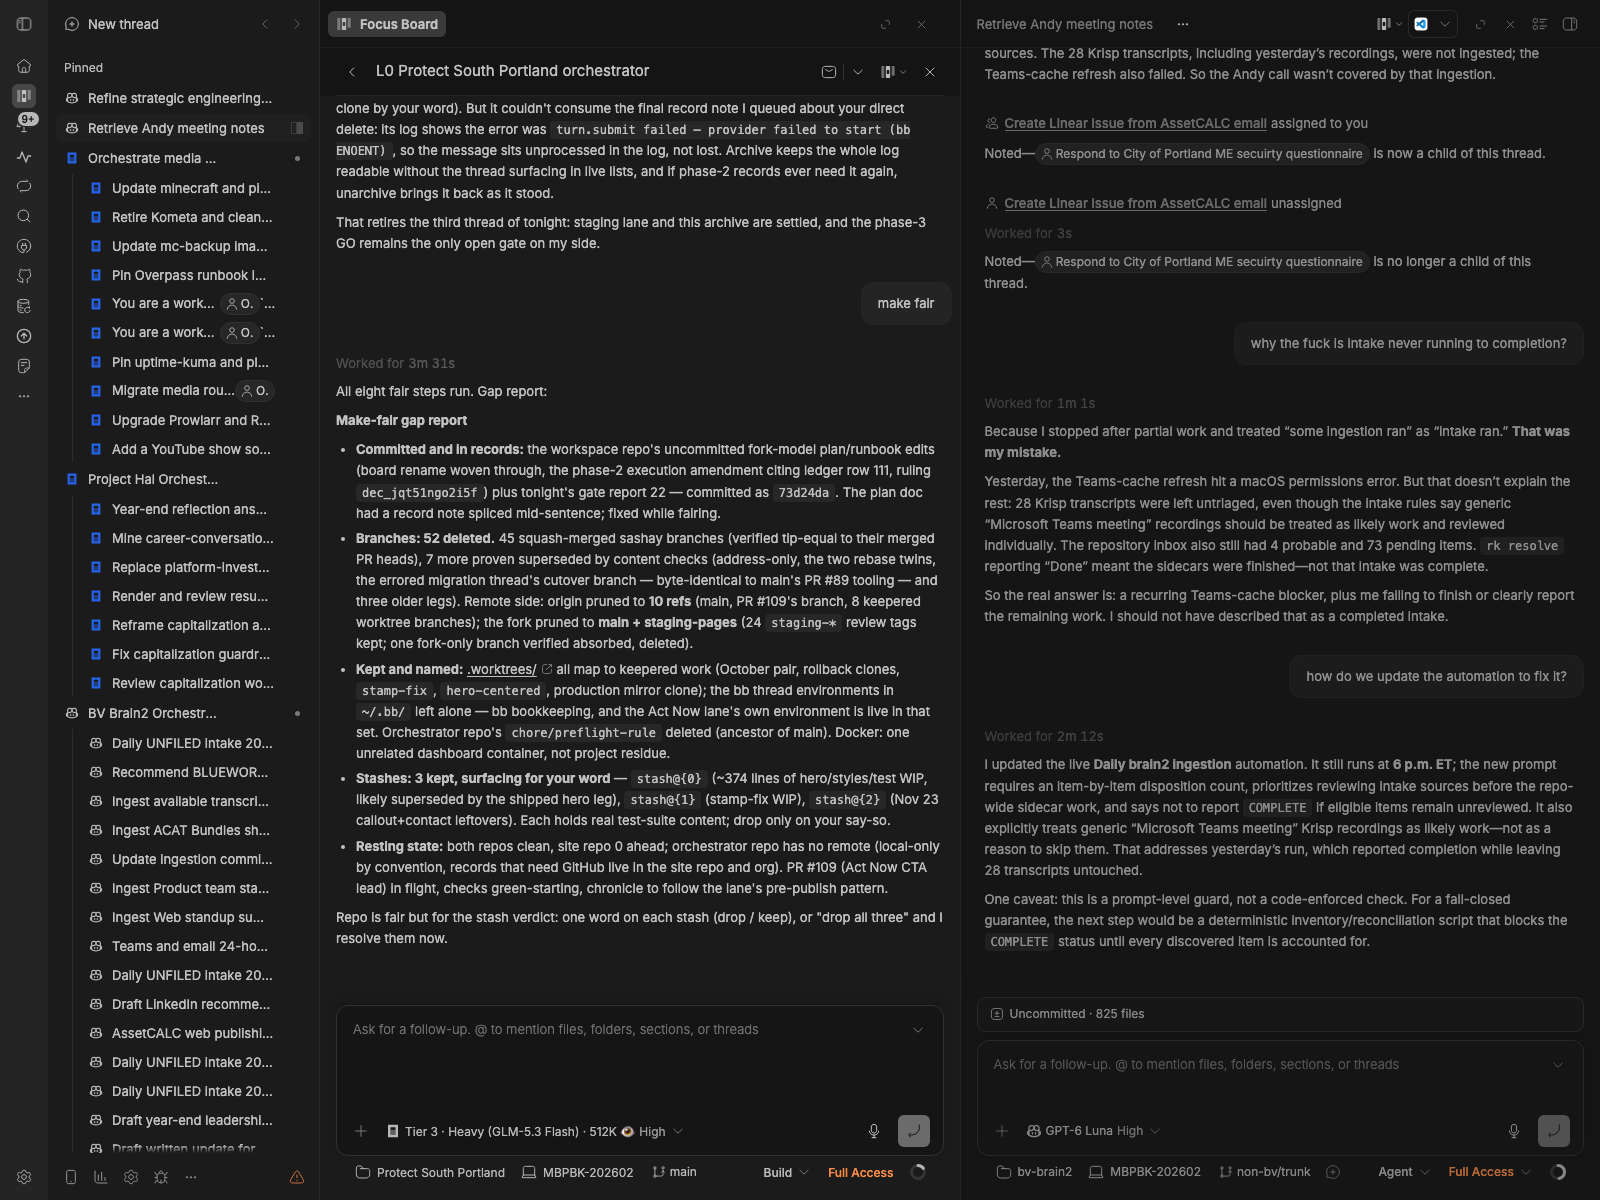 New thread
Pinned
Refine strategic engineering...
Retrieve Andy meeting notes
9+
Orchestrate media ...
Update minecraft and pl...
Retire Kometa and clean...
Update mc-backup ima...
Pin Overpass runbook l...
You are a work... O. `...
You are a work... O. `...
Pin uptime-kuma and pl...
Migrate media rou... O.
Upgrade Prowlarr and R...
Add a YouTube show so...
Project Hal Orchest...
Year-end reflection ans...
Mine career-conversatio...
Replace platform-invest...
Render and review resu...
Reframe capitalization a...
Fix capitalization guardr...
Review capitalization wo...
BV Brain2 Orchestr...
Daily UNFILED intake 20...
Recommend BLUEWOR...
Ingest available transcri...
Ingest ACAT Bundles sh...
Update ingestion commi...
Ingest Product team sta...
Ingest Web standup su...
Teams and email 24-ho...
Daily UNFILED intake 20...
Draft LinkedIn recomme...
AssetCALC web publishi...
Daily UNFILED intake 20...
Daily UNFILED intake 20...
Draft year-end leadershi...
Draft written update for
Focus Board
L0 Protect South Portland orchestrator
clone by your word). But it couldn't consume the final record note I queued about your direct
delete: its log shows the error was turn.submit failed — provider failed to start (bb
ENOENT) , so the message sits unprocessed in the log, not lost. Archive keeps the whole log
readable without the thread surfacing in live lists, and if phase-2 records ever need it again,
unarchive brings it back as it stood.
That retires the third thread of tonight: staging lane and this archive are settled, and the phase-3
GO remains the only open gate on my side.
make fair
Worked for 3m 31s
All eight fair steps run. Gap report:
Make-fair gap report
• Committed and in records: the workspace repo's uncommitted fork-model plan/runbook edits
(board rename woven through, the phase-2 execution amendment citing ledger row 111, ruling
dec_jqt51ngo2i5f ) plus tonight's gate report 22 — committed as 73d24da . The plan doc
had a record note spliced mid-sentence; fixed while fairing.
• Branches: 52 deleted. 45 squash-merged sashay branches (verified tip-equal to their merged
PR heads), 7 more proven superseded by content checks (address-only, the two rebase twins,
the errored migration thread's cutover branch — byte-identical to main's PR #89 tooling — and
three older legs). Remote side: origin pruned to 10 refs (main, PR #109's branch, 8 keepered
worktree branches); the fork pruned to main + staging-pages (24 staging-* review tags
kept; one fork-only branch verified absorbed, deleted).
• Kept and named: .worktrees/ all map to keepered work (October pair, rollback clones,
stamp-fix , hero-centered , production mirror clone); the bb thread environments in
~/.bb/ left alone — bb bookkeeping, and the Act Now lane's own environment is live in that
set. Orchestrator repo's chore/preflight-rule deleted (ancestor of main). Docker: one
unrelated dashboard container, not project residue.
• Stashes: 3 kept, surfacing for your word — stash@{0} (~374 lines of hero/styles/test WIP,
likely superseded by the shipped hero leg), stash@{1} (stamp-fix WIP), stash@{2} (Nov 23
callout+contact leftovers). Each holds real test-suite content; drop only on your say-so.
• Resting state: both repos clean, site repo 0 ahead; orchestrator repo has no remote (local-only
by convention, records that need GitHub live in the site repo and org). PR #109 (Act Now CTA
lead) in flight, checks green-starting, chronicle to follow the lane's pre-publish pattern.
Repo is fair but for the stash verdict: one word on each stash (drop / keep), or "drop all three" and I
resolve them now.
Ask for a follow-up. @ to mention files, folders, sections, or threads
Tier 3 · Heavy (GLM-5.3 Flash) · 512K High
Protect South Portland MBPBK-202602 main Build Full Access
Retrieve Andy meeting notes
sources. The 28 Krisp transcripts, including yesterday's recordings, were not ingested; the
Teams-cache refresh also failed. So the Andy call wasn't covered by that ingestion.
Create Linear issue from AssetCALC email assigned to you
Noted— Respond to City of Portland ME secuirty questionnaire is now a child of this thread.
Create Linear issue from AssetCALC email unassigned
Worked for 3s
Noted— Respond to City of Portland ME secuirty questionnaire is no longer a child of this
thread.
why the fuck is intake never running to completion?
Worked for 1m 1s
Because I stopped after partial work and treated “some ingestion ran” as “intake ran.” That was
my mistake.
Yesterday, the Teams-cache refresh hit a macOS permissions error. But that doesn’t explain the
rest: 28 Krisp transcripts were left untriaged, even though the intake rules say generic
“Microsoft Teams meeting” recordings should be treated as likely work and reviewed
individually. The repository inbox also still had 4 probable and 73 pending items. rk resolve
reporting “Done” meant the sidecars were finished—not that intake was complete.
So the real answer is: a recurring Teams-cache blocker, plus me failing to finish or clearly report
the remaining work. I should not have described that as a completed intake.
how do we update the automation to fix it?
Worked for 2m 12s
I updated the live Daily brain2 ingestion automation. It still runs at 6 p.m. ET; the new prompt
requires an item-by-item disposition count, prioritizes reviewing intake sources before the repo-
wide sidecar work, and says not to report COMPLETE if eligible items remain unreviewed. It also
explicitly treats generic “Microsoft Teams meeting” Krisp recordings as likely work—not as a
reason to skip them. That addresses yesterday’s run, which reported completion while leaving
28 transcripts untouched.
One caveat: this is a prompt-level guard, not a code-enforced check. For a fail-closed
guarantee, the next step would be a deterministic inventory/reconciliation script that blocks the
COMPLETE status until every discovered item is accounted for.
Uncommitted · 825 files
Ask for a follow-up. @ to mention files, folders, sections, or threads
GPT-6 Luna High
bv-brain2 MBPBK-202602 non-bv/trunk Agent Full Access